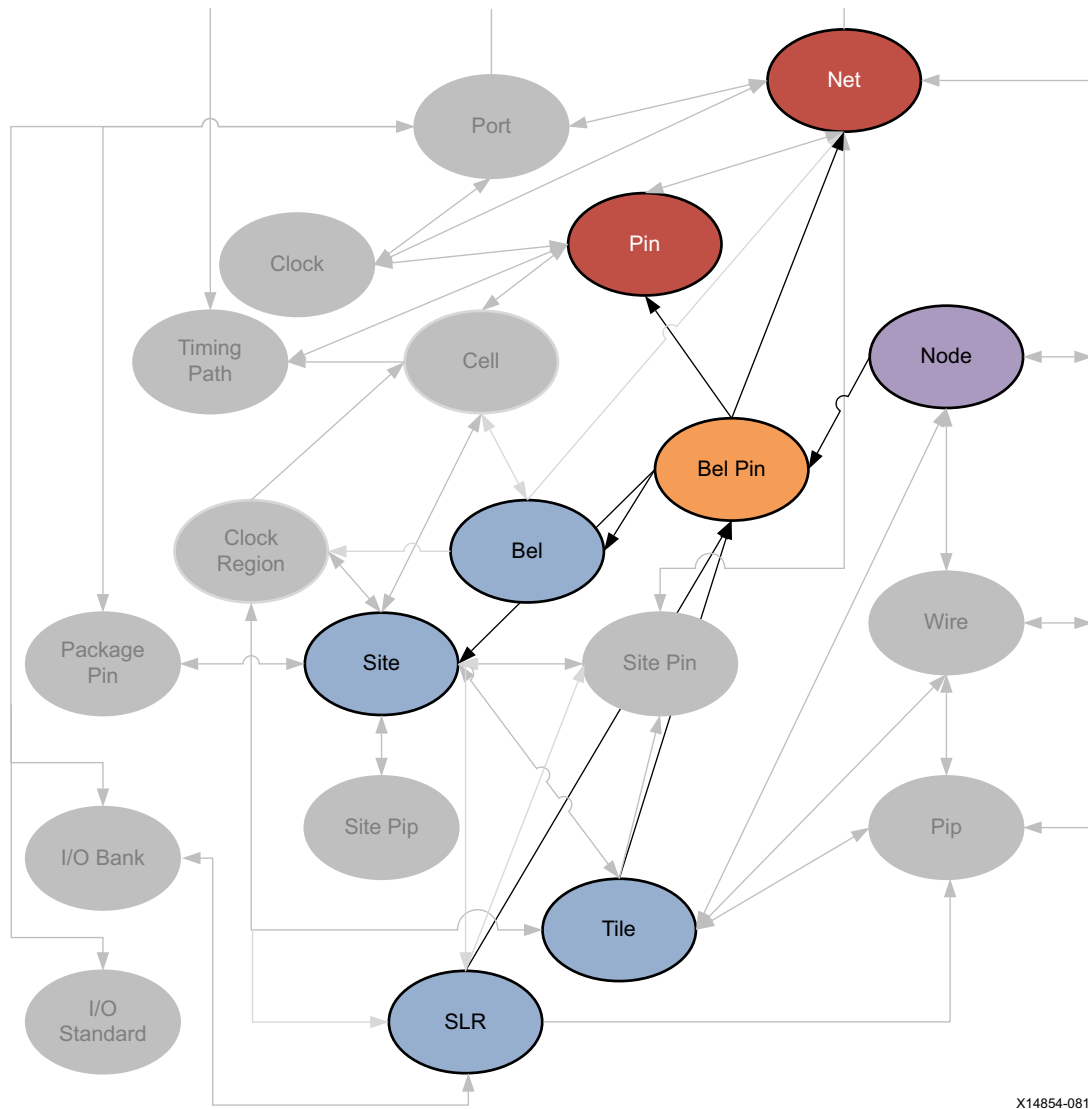 Net
Port
Pin
Clock
Timing
Path
Cell
Node
Bel Pin
Clock
Region
Bel
Package
Pin
Site
Site Pin
Wire
I/O Bank
Site Pip
Pip
Tile
I/O
Standard
SLR
X14854-081